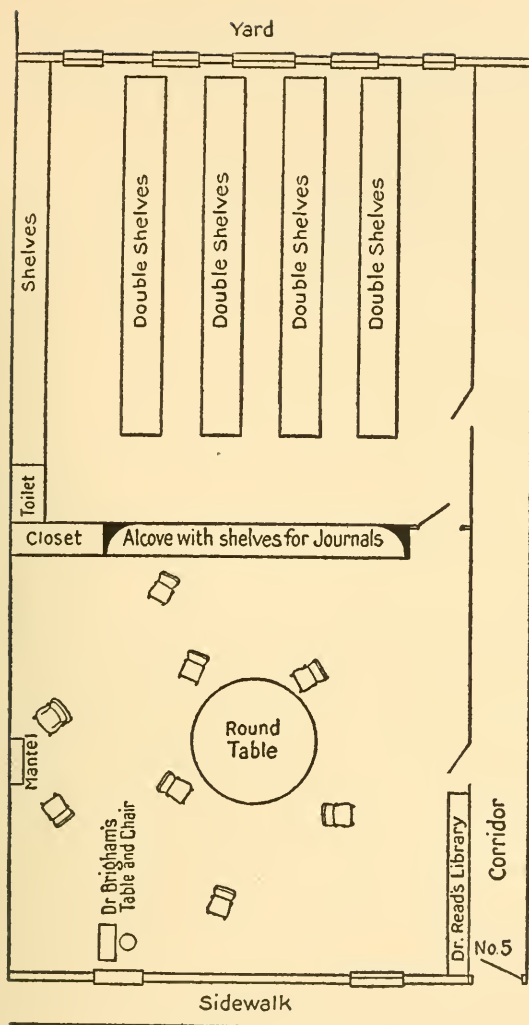 Yard
Shelves
Double Shelves
Double Shelves
Double Shelves
Double Shelves
Toilet
Closet
Alcove with shelves for Journals
Round
Table
Mantel
Dr Brigham's
Table and Chair
Dr. Read's Library
Corridor
No.5
Sidewalk